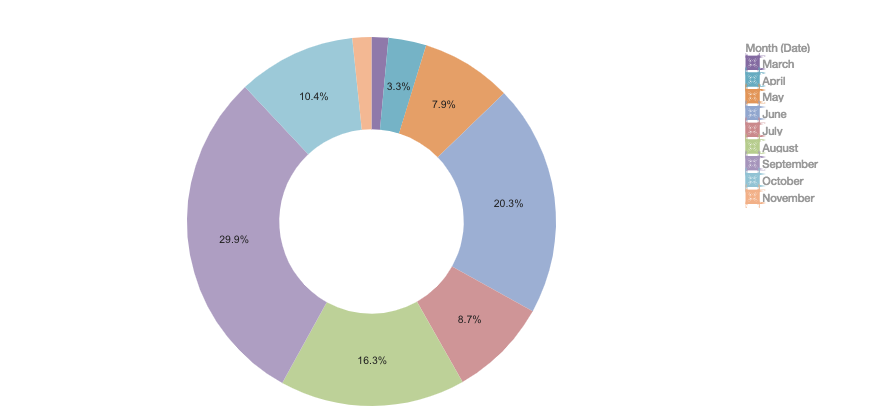 Month (Date)
March
April
May
June
July
August
September
October
November
3.3%
7.9%
20.3%
8.7%
16.3%
29.9%
10.4%